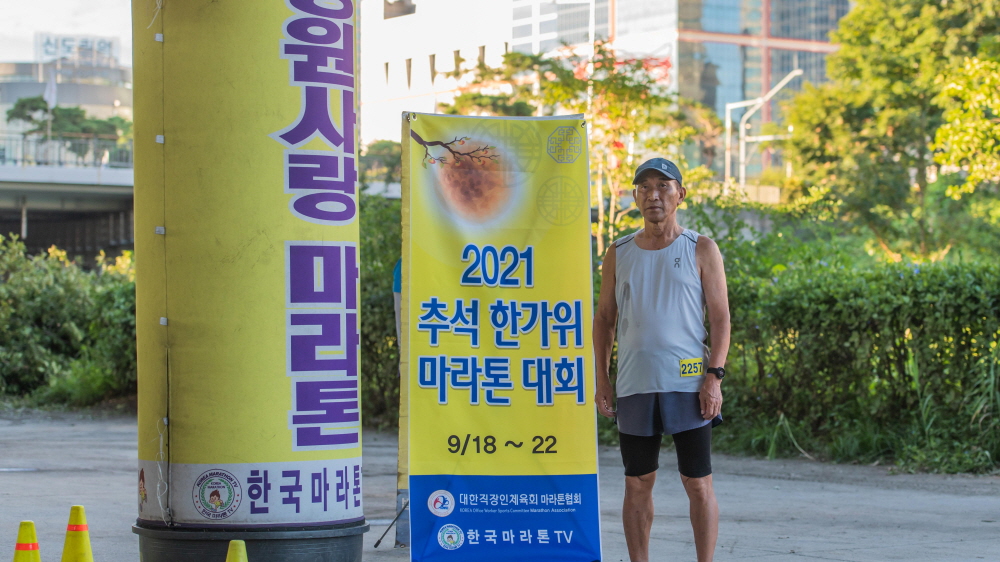 신도림역
원사랑 마라톤
한국마라톤
KOREA MARATHON TV
2021
추석 한가위
마라톤 대회
9/18 ~ 22
대한직장인체육회 마라톤협회
KOREA Office Worker Sports Committee Marathon Association
한국마라톤TV
2257